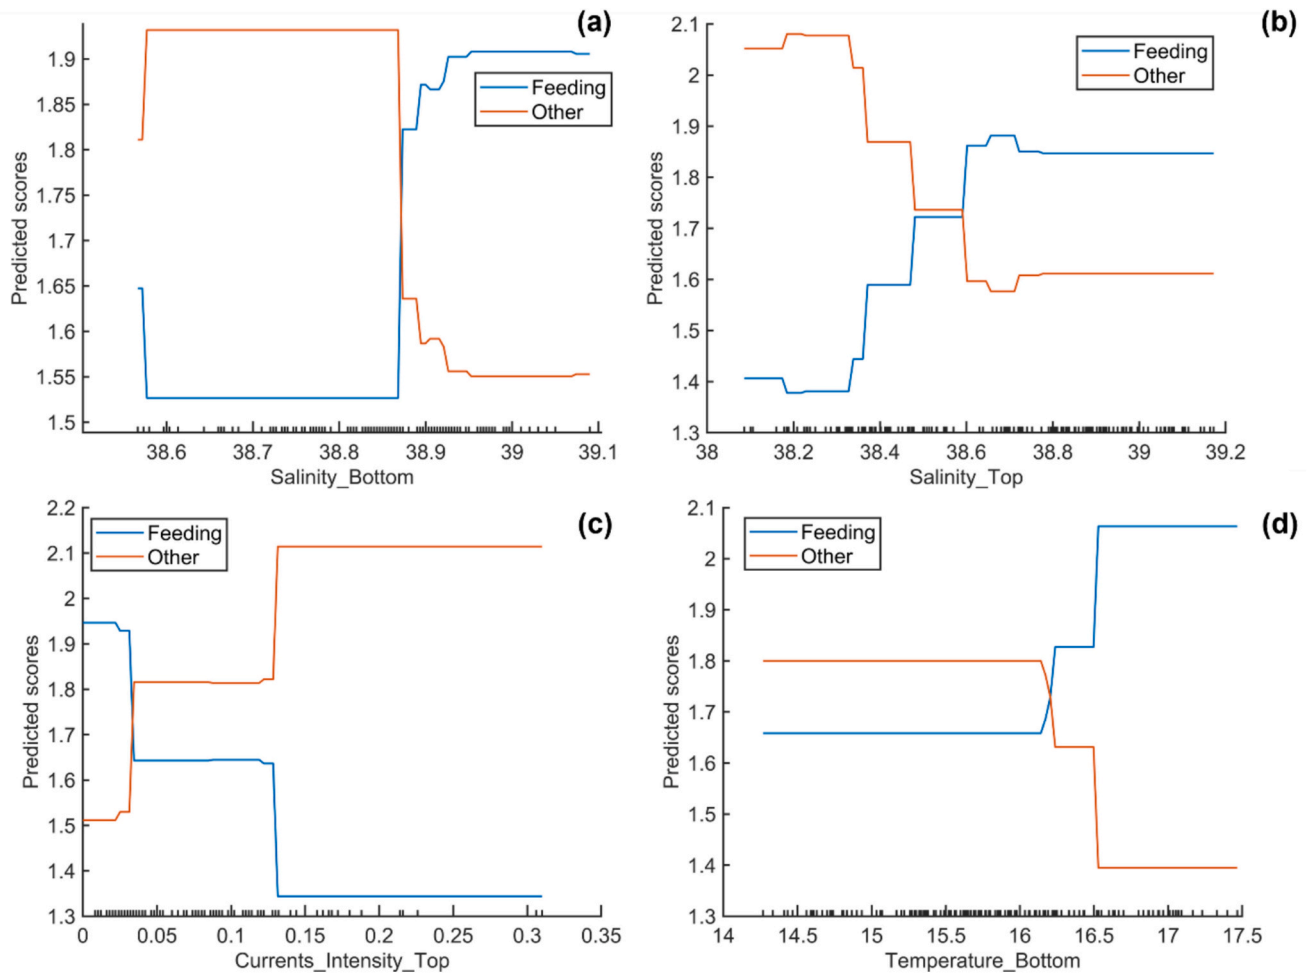 (a)
1.9
1.85
1.8
1.75
1.7
1.65
1.6
1.55
1.5
Predicted scores
Feeding
Other
38.6 38.7 38.8 38.9 39 39.1
Salinity_Bottom
(b)
2.1
2
1.9
1.8
1.7
1.6
1.5
1.4
1.3
Predicted scores
Feeding
Other
38 38.2 38.4 38.6 38.8 39 39.2
Salinity_Top
(c)
2.2
2.1
2
1.9
1.8
1.7
1.6
1.5
1.4
1.3
Predicted scores
Feeding
Other
0 0.05 0.1 0.15 0.2 0.25 0.3 0.35
Currents_Intensity_Top
(d)
2.1
2
1.9
1.8
1.7
1.6
1.5
1.4
1.3
Predicted scores
Feeding
Other
14 14.5 15 15.5 16 16.5 17 17.5
Temperature_Bottom